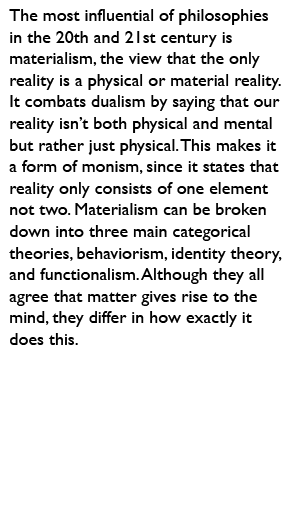 The most influential of philosophies
in the 20th and 21st century is
materialism, the view that the only
reality is a physical or material reality.
It combats dualism by saying that our
reality isn’t both physical and mental
but rather just physical. This makes it
a form of monism, since it states that
reality only consists of one element
not two. Materialism can be broken
down into three main categorical
theories, behaviorism, identity theory,
and functionalism. Although they all
agree that matter gives rise to the
mind, they differ in how exactly it
does this.